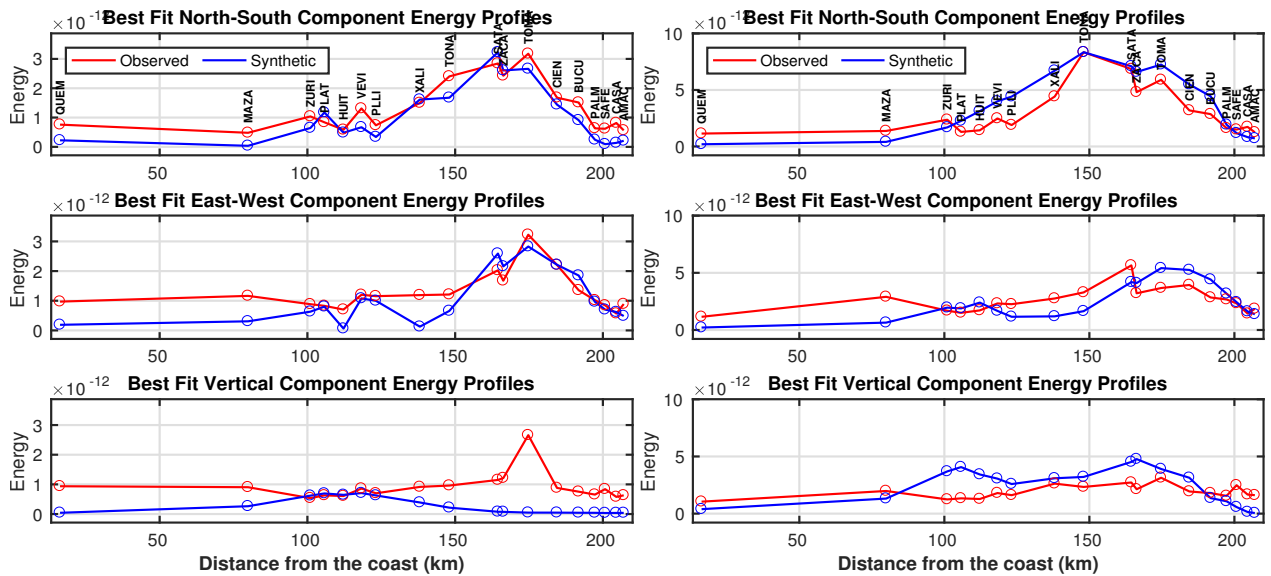 × 10 -12
Best Fit North-South Component Energy Profiles
Energy
3
2
1
0
Observed
Synthetic
QUEM
MAZA
ZURI
PLAT
HUIT
VEVI
PLLI
XALI
TONA
SATA
ZACA
TOMA
CIEN
BUCU
PALM
SAFE
CASA
AMAC
50
100
150
200
× 10 -12
Best Fit East-West Component Energy Profiles
Energy
3
2
1
0
50
100
150
200
× 10 -12
Best Fit Vertical Component Energy Profiles
Energy
3
2
1
0
50
100
150
200
Distance from the coast (km)
× 10 -12
Best Fit North-South Component Energy Profiles
Energy
10
5
0
Observed
Synthetic
QUEM
MAZA
ZURI
PLAT
HUIT
VEVI
PLLI
XALI
TONA
SATA
ZACA
TOMA
CIEN
BUCU
PALM
SAFE
CASA
AMAC
50
100
150
200
× 10 -12
Best Fit East-West Component Energy Profiles
Energy
10
5
0
50
100
150
200
× 10 -12
Best Fit Vertical Component Energy Profiles
Energy
10
5
0
50
100
150
200
Distance from the coast (km)